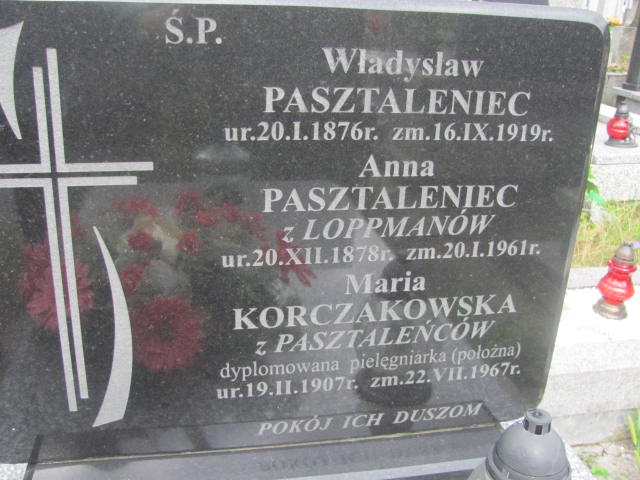 Ś.P.
Władysław
PASZTALENIEC
ur.20.I.1876r. zm.16.IX.1919r.
Anna
PASZTALENIEC
z LOPPMANÓW
ur.20.XII.1878r. zm.20.I.1961r.
Maria
KORCZAKOWSKA
z PASZTALEŃCÓW
dyplomowana pielęgniarka (położna)
ur.19.II.1907r. zm.22.VII.1967r.
POKÓJ ICH DUSZOM